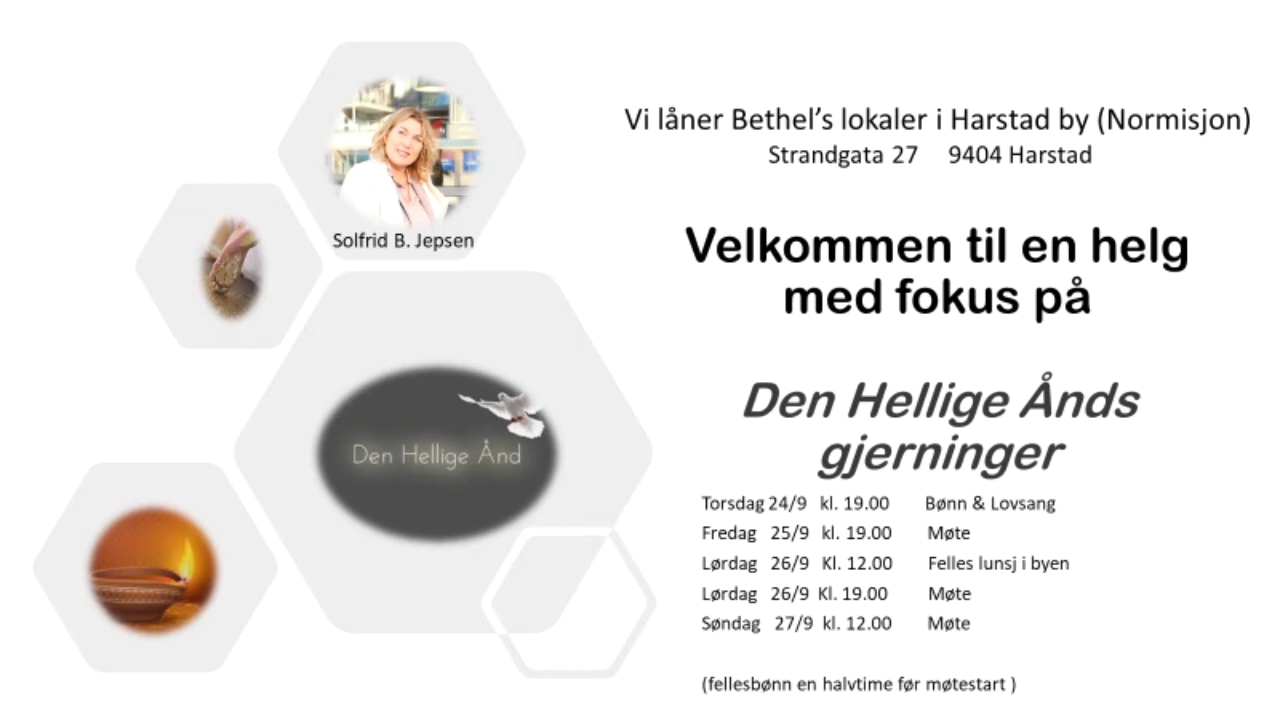 Vi låner Bethel’s lokaler i Harstad by (Normisjon)
Strandgata 27 9404 Harstad
Velkommen til en helg
med fokus på
Den Hellige Ånds
gjerninger
Torsdag 24/9 kl. 19.00 Bønn & Lovsang
Fredag 25/9 kl. 19.00 Møte
Lørdag 26/9 Kl. 12.00 Felles lunsj i byen
Lørdag 26/9 Kl. 19.00 Møte
Søndag 27/9 kl. 12.00 Møte
(fellesbønn en halvtime før møtestart )
Solfrid B. Jepsen
Den Hellige Ånd